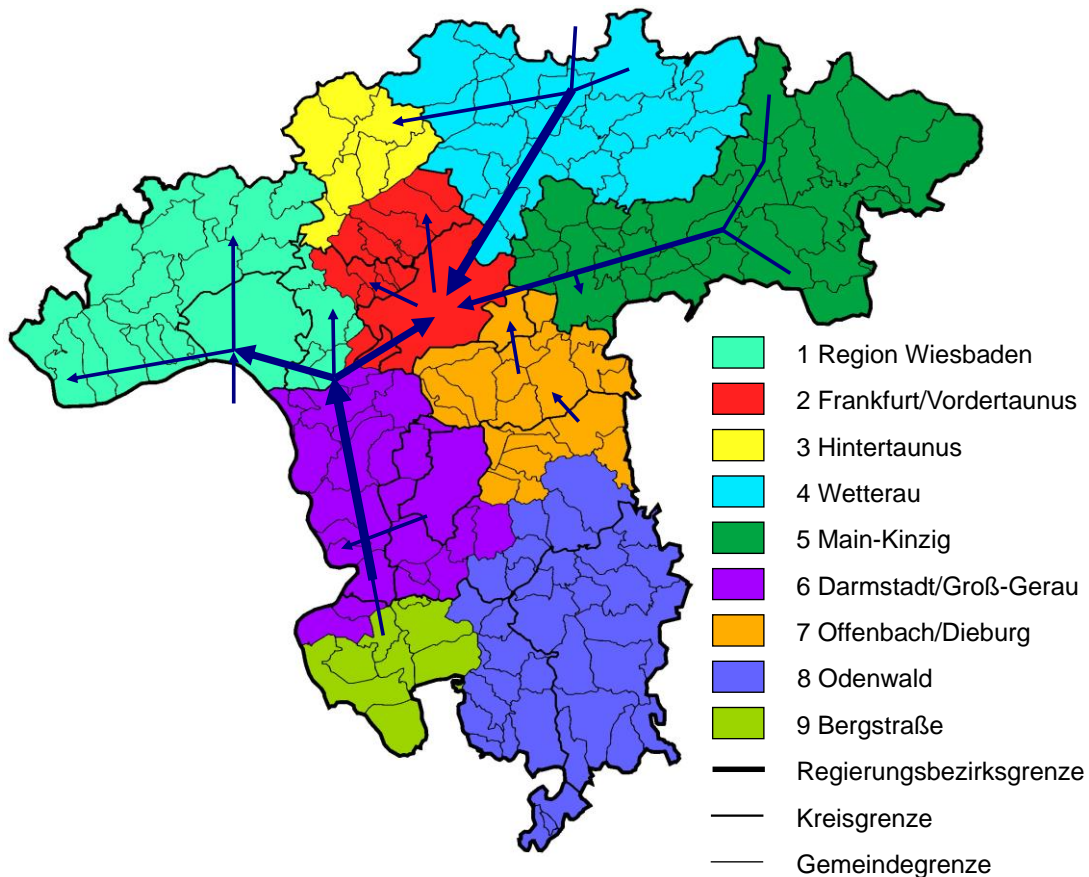 1 Region Wiesbaden
2 Frankfurt/Vordertaunus
3 Hintertaunus
4 Wetterau
5 Main-Kinzig
6 Darmstadt/Groß-Gerau
7 Offenbach/Dieburg
8 Odenwald
9 Bergstraße
Regierungsbezirksgrenze
Kreisgrenze
Gemeindegrenze